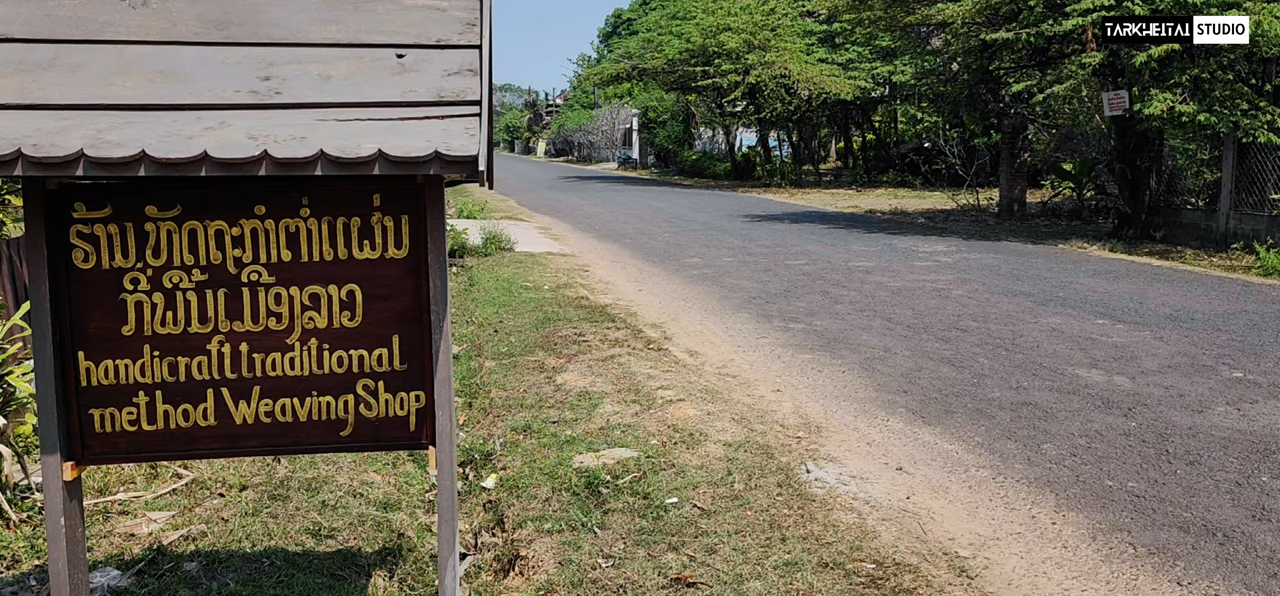 ຮ້ານ ຫັດຖະກຳຕ່ຳແຜ່ນ
ກີ່ພື້ນເມືອງລາວ
handicraft traditional
method Weaving Shop
TARKHEITAI STUDIO